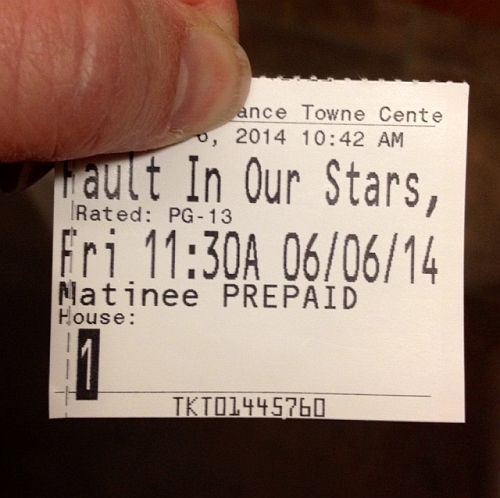 ance Towne Cente
6, 2014 10:42 AM
Fault In Our Stars,
Rated: PG-13
Fri 11:30A 06/06/14
Matinee PREPAID
House:
1
TKT01445760